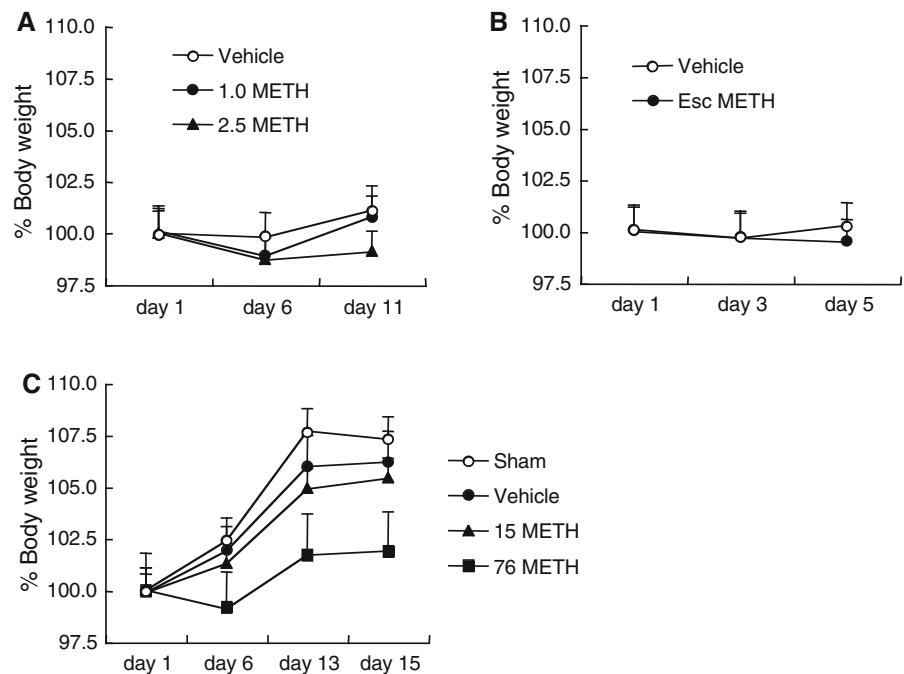 A
% Body weight
110.0
107.5
105.0
102.5
100.0
97.5
Vehicle
1.0 METH
2.5 METH
day 1 day 6 day 11
B
% Body weight
110.0
107.5
105.0
102.5
100.0
97.5
Vehicle
Esc METH
day 1 day 3 day 5
C
% Body weight
110.0
107.5
105.0
102.5
100.0
97.5
Sham
Vehicle
15 METH
76 METH
day 1 day 6 day 13 day 15